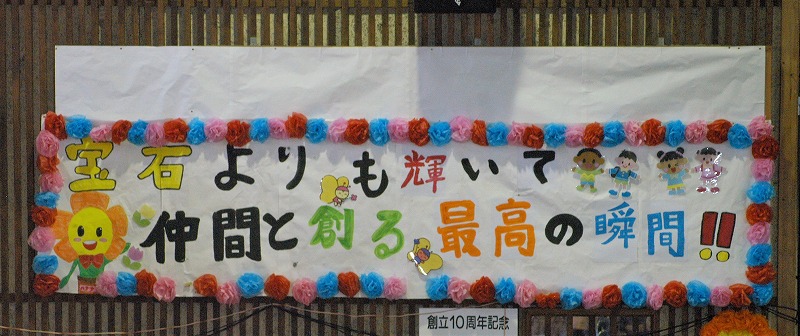 宝石よりも輝いて
仲間と創る最高の瞬間!!
創立10周年記念